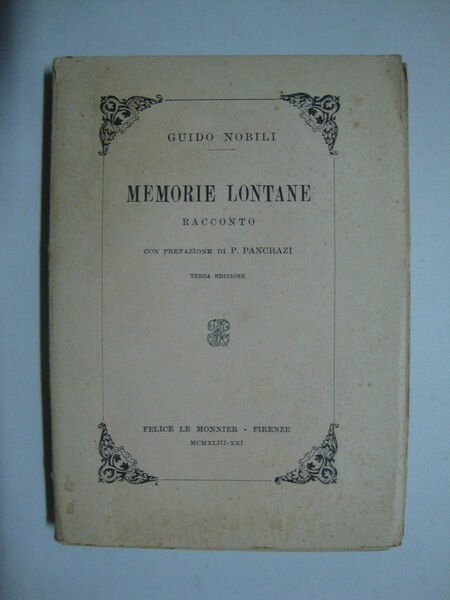 GUIDO NOBILI
MEMORIE LONTANE
RACCONTO
CON PREFAZIONE DI P. PANCRAZI
TERZA EDIZIONE
FELICE LE MONNIER - FIRENZE
MCMXLIII-XXI